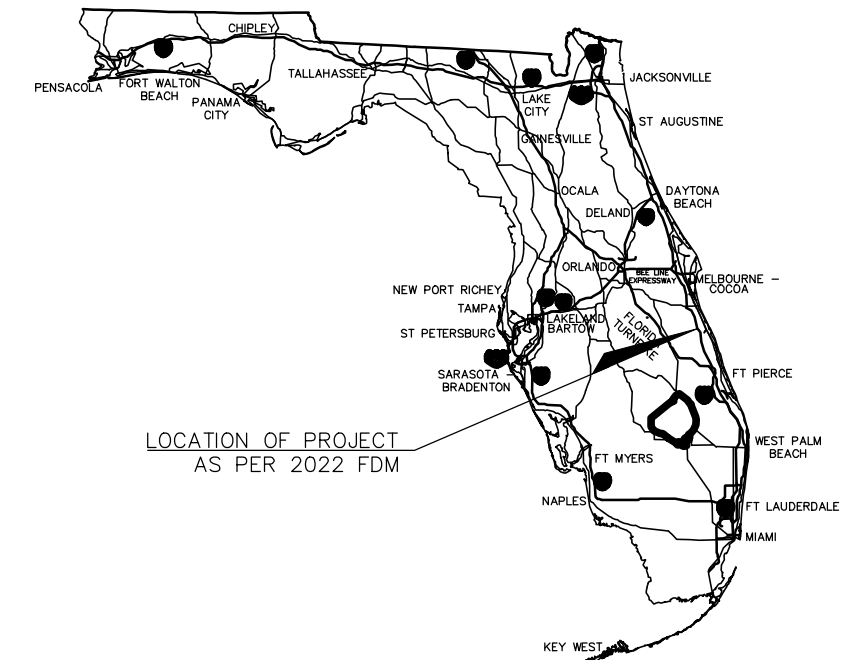 CHIPLEY
PENSACOLA
FORT WALTON
BEACH
PANAMA
CITY
TALLAHASSEE
LAKE
CITY
JACKSONVILLE
ST AUGUSTINE
GAINESVILLE
OCALA
DAYTONA
BEACH
DELAND
ORLANDO
BEE LINE
EXPRESSWAY
MELBOURNE -
COCOA
NEW PORT RICHEY
TAMPA
LAKELAND
BARTOW
ST PETERSBURG
FLORIDA
TURNPIKE
SARASOTA -
BRADENTON
FT PIERCE
LOCATION OF PROJECT
AS PER 2022 FDM
WEST PALM
BEACH
FT MYERS
NAPLES
FT LAUDERDALE
MIAMI
KEY WEST